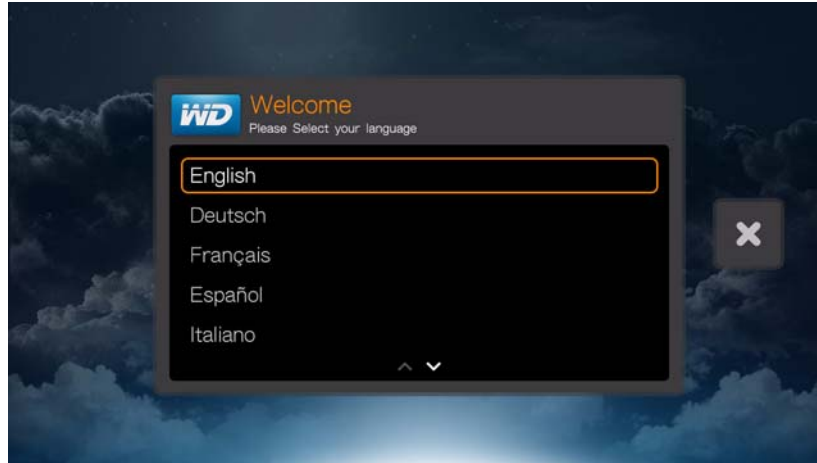 WD
Welcome
Please Select your language
English
Deutsch
Français
Español
Italiano